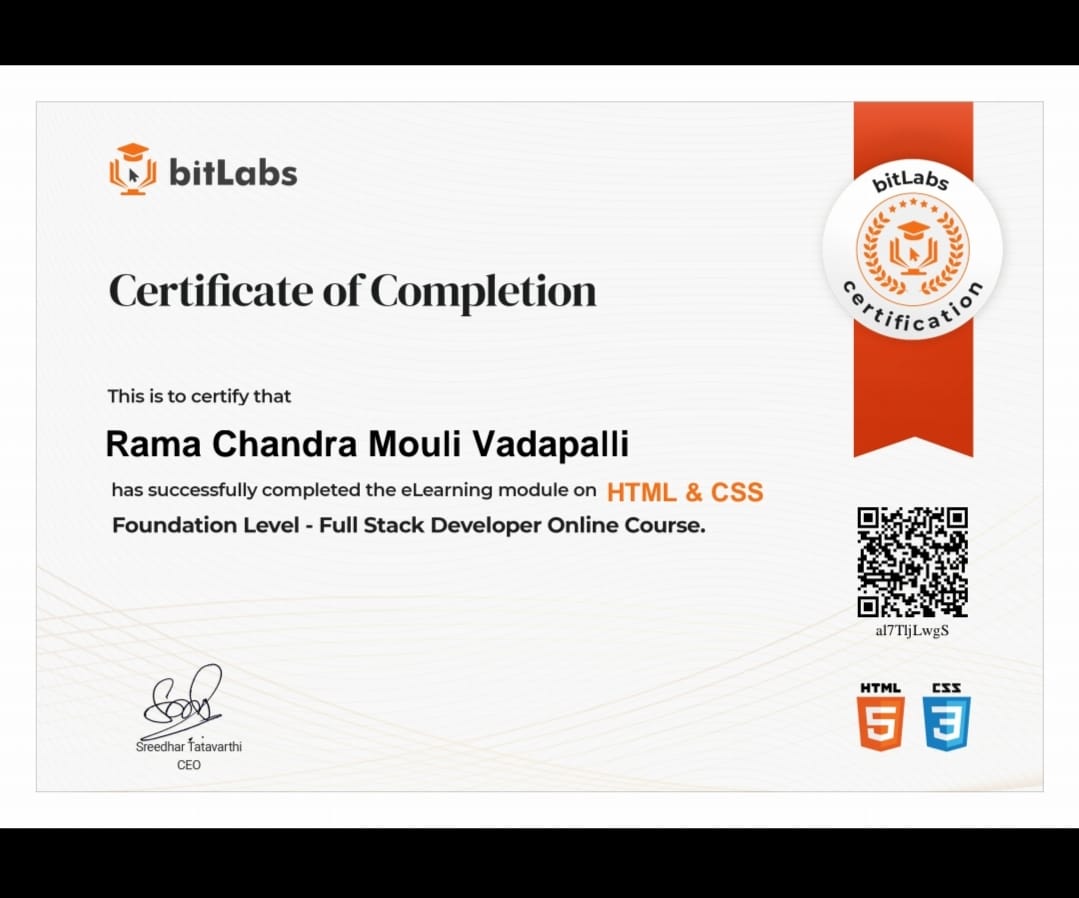 bitLabs
bitLabs
certification
Certificate of Completion
This is to certify that
Rama Chandra Mouli Vadapalli
has successfully completed the eLearning module on HTML & CSS
Foundation Level - Full Stack Developer Online Course.
al7TljLwgS
HTML CSS
5 3
Sreedhar Tatavarthi
CEO